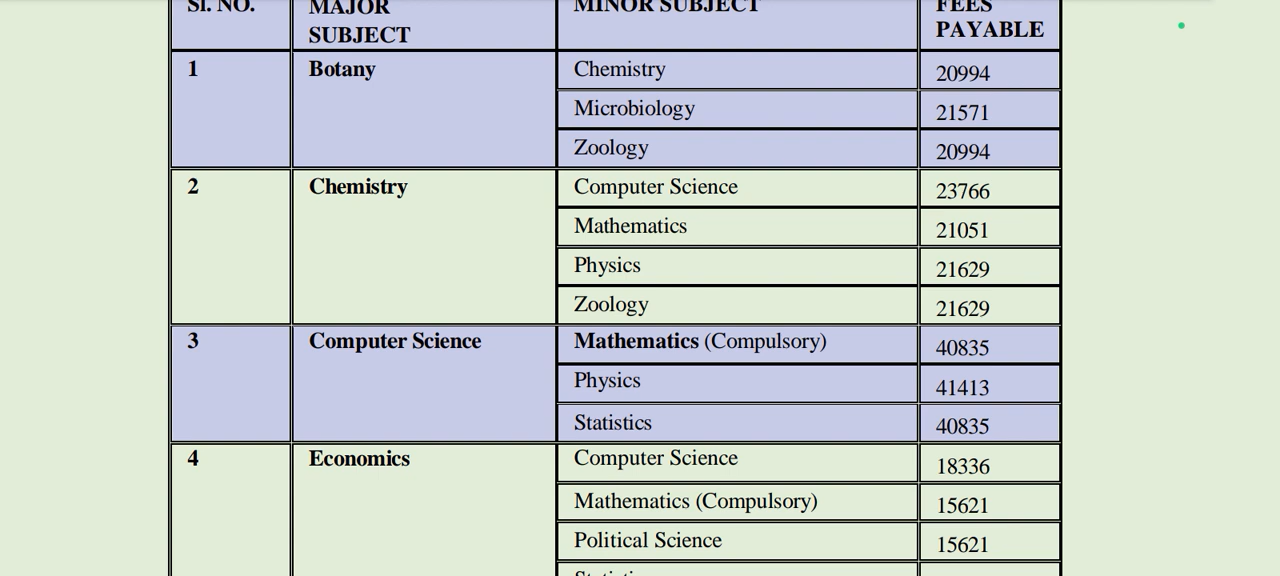 Sl. NO. MAJOR SUBJECT MINOR SUBJECT FEES PAYABLE
1 Botany Chemistry 20994
Microbiology 21571
Zoology 20994
2 Chemistry Computer Science 23766
Mathematics 21051
Physics 21629
Zoology 21629
3 Computer Science Mathematics (Compulsory) 40835
Physics 41413
Statistics 40835
4 Economics Computer Science 18336
Mathematics (Compulsory) 15621
Political Science 15621